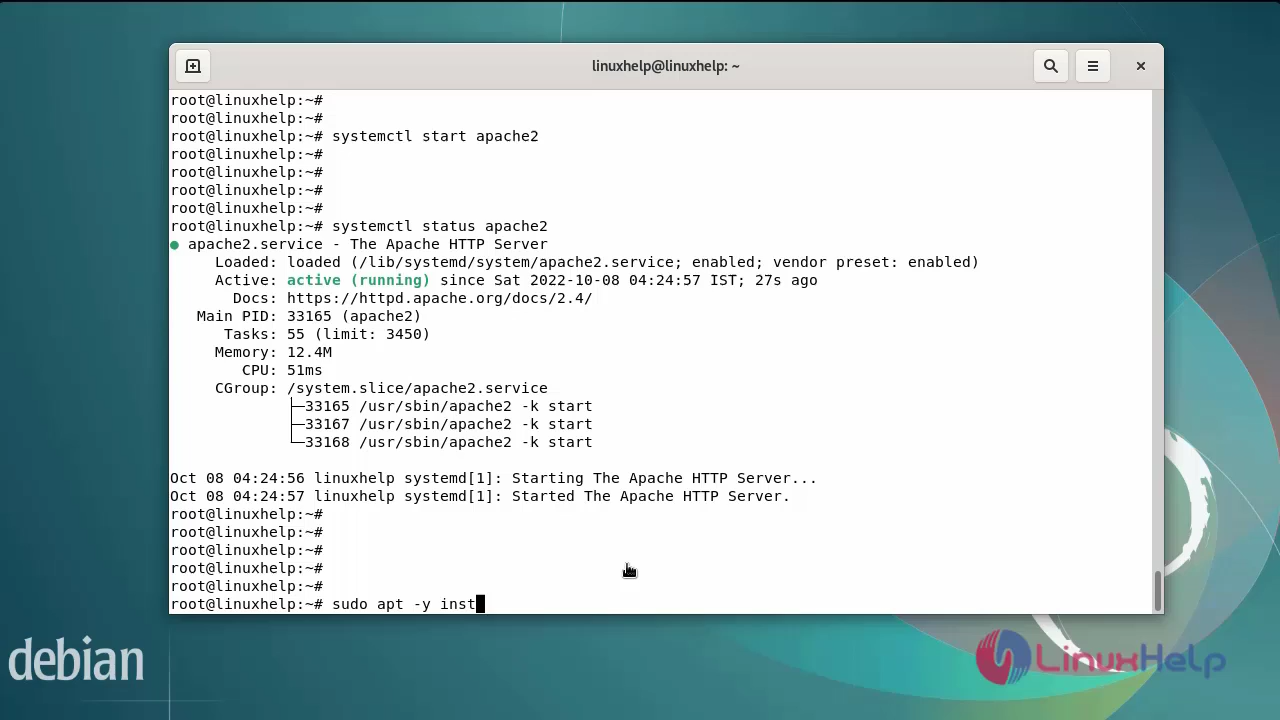 linuxhelp@linuxhelp: ~
root@linuxhelp:~#
root@linuxhelp:~#
root@linuxhelp:~# systemctl start apache2
root@linuxhelp:~#
root@linuxhelp:~#
root@linuxhelp:~#
root@linuxhelp:~#
root@linuxhelp:~# systemctl status apache2
● apache2.service - The Apache HTTP Server
Loaded: loaded (/lib/systemd/system/apache2.service; enabled; vendor preset: enabled)
Active: active (running) since Sat 2022-10-08 04:24:57 IST; 27s ago
Docs: https://httpd.apache.org/docs/2.4/
Main PID: 33165 (apache2)
Tasks: 55 (limit: 3450)
Memory: 12.4M
CPU: 51ms
CGroup: /system.slice/apache2.service
├─33165 /usr/sbin/apache2 -k start
├─33167 /usr/sbin/apache2 -k start
└─33168 /usr/sbin/apache2 -k start
Oct 08 04:24:56 linuxhelp systemd[1]: Starting The Apache HTTP Server...
Oct 08 04:24:57 linuxhelp systemd[1]: Started The Apache HTTP Server.
root@linuxhelp:~#
root@linuxhelp:~#
root@linuxhelp:~#
root@linuxhelp:~#
root@linuxhelp:~#
root@linuxhelp:~# sudo apt -y inst
debian
LinuxHelp